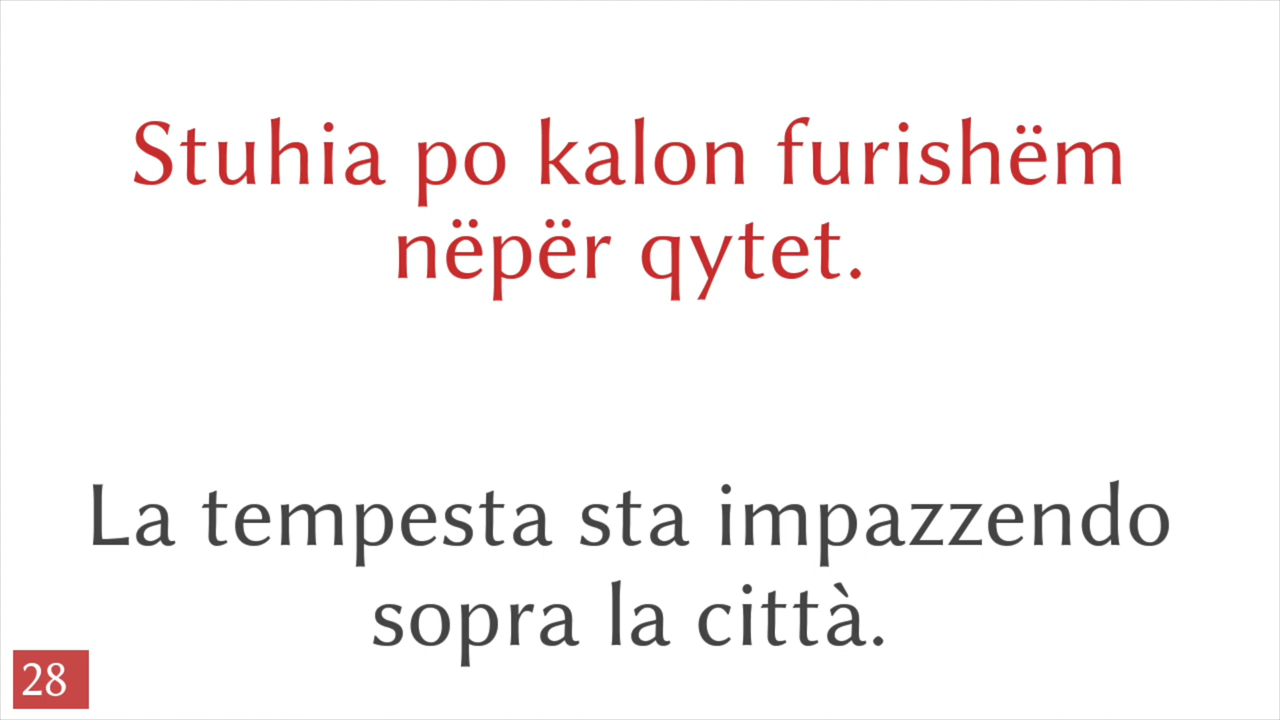 Stuhia po kalon furishëm
nëpër qytet.
La tempesta sta impazzendo
sopra la città.
28